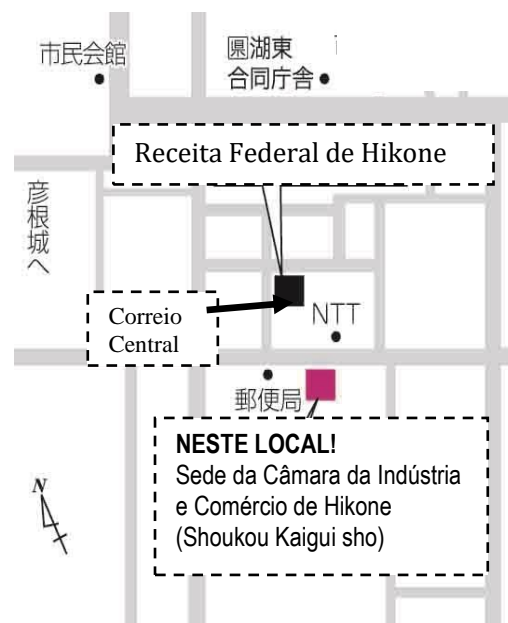 市民会館
県湖東
合同庁舎
Receita Federal de Hikone
彦根城へ
Correio
Central
NTT
郵便局
NESTE LOCAL!
Sede da Câmara da Indústria
e Comércio de Hikone
(Shoukou Kaigui sho)
N